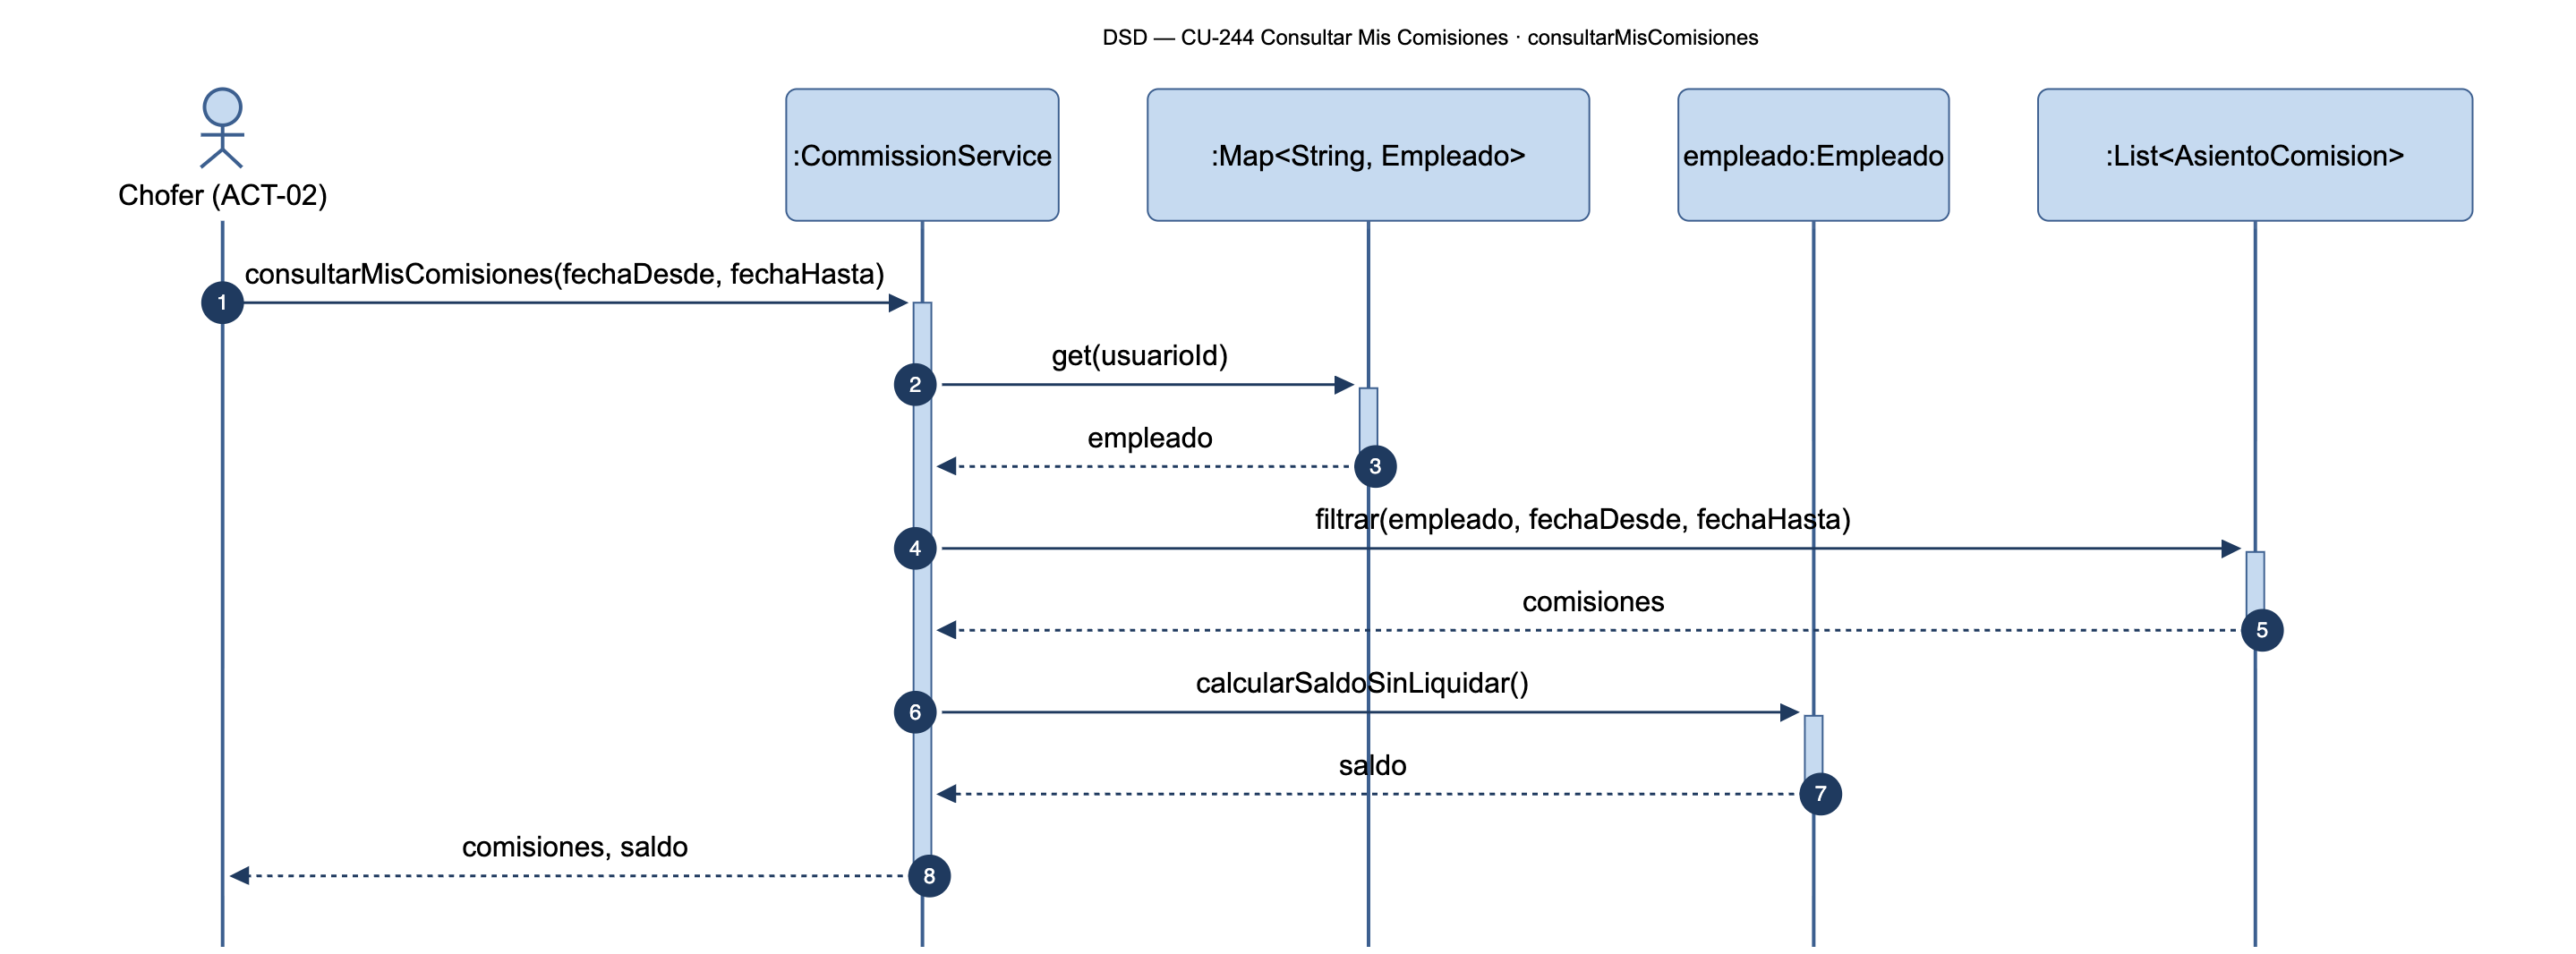 DSD — CU-244 Consultar Mis Comisiones · consultarMisComisiones
Chofer (ACT-02)
:CommissionService
:Map<String, Empleado>
empleado:Empleado
:List<AsientoComision>
consultarMisComisiones(fechaDesde, fechaHasta)
1
get(usuarioId)
2
empleado
3
filtrar(empleado, fechaDesde, fechaHasta)
4
comisiones
5
calcularSaldoSinLiquidar()
6
saldo
7
comisiones, saldo
8